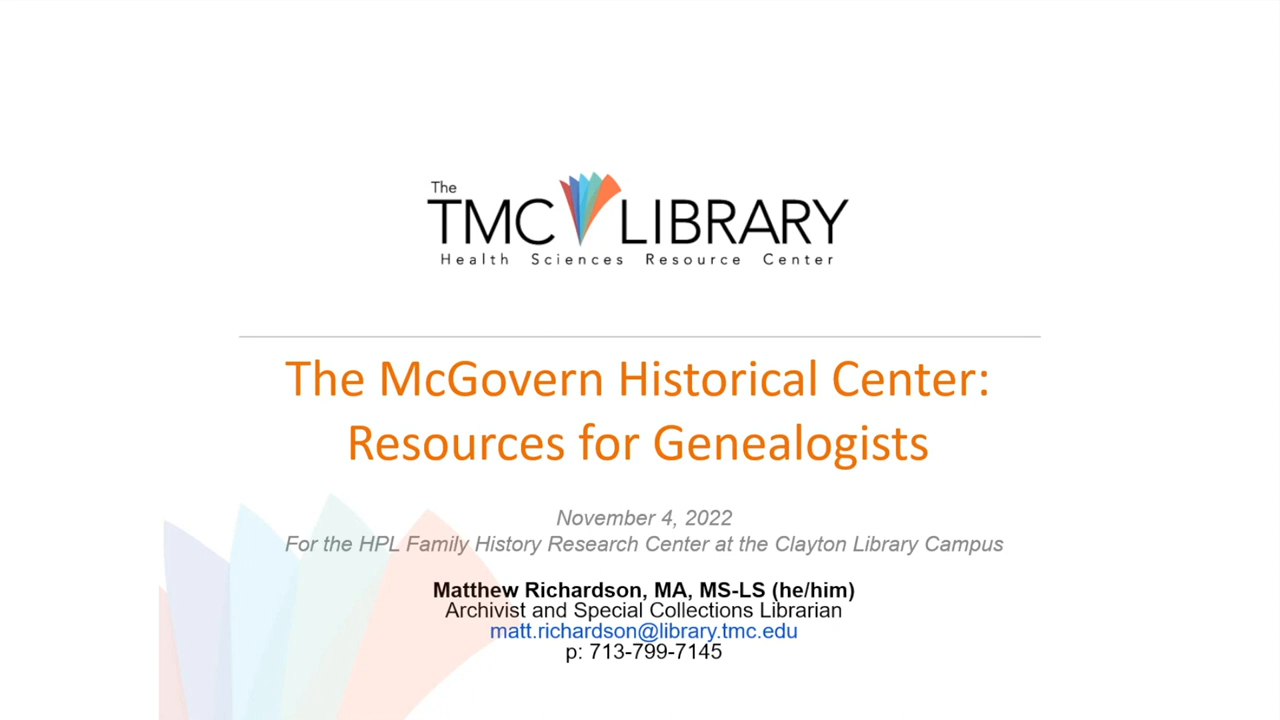 The
TMC LIBRARY
Health Sciences Resource Center
The McGovern Historical Center:
Resources for Genealogists
November 4, 2022
For the HPL Family History Research Center at the Clayton Library Campus
Matthew Richardson, MA, MS-LS (he/him)
Archivist and Special Collections Librarian
matt.richardson@library.tmc.edu
p: 713-799-7145